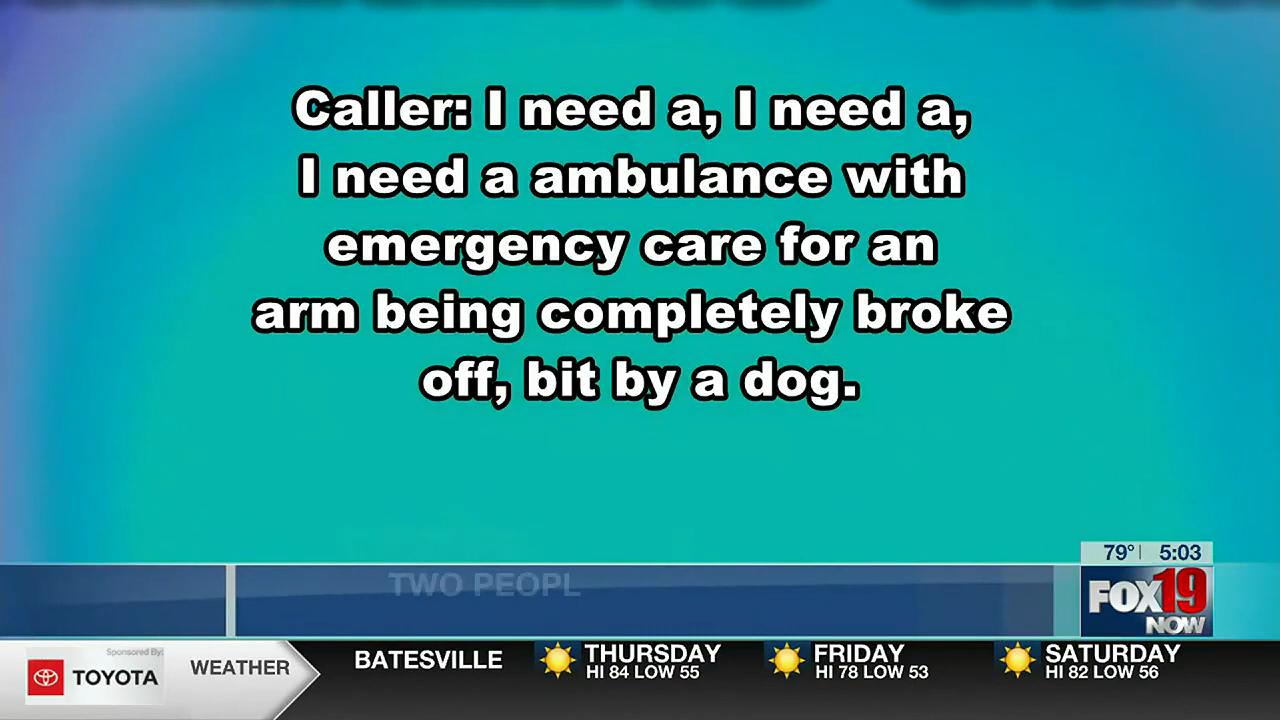 Caller: I need a, I need a,
I need a ambulance with
emergency care for an
arm being completely broke
off, bit by a dog.
TWO PEOPL
79° 5:03
FOX19
NOW
Sponsored By:
TOYOTA
WEATHER
BATESVILLE
THURSDAY
HI 84 LOW 55
FRIDAY
HI 78 LOW 53
SATURDAY
HI 82 LOW 56